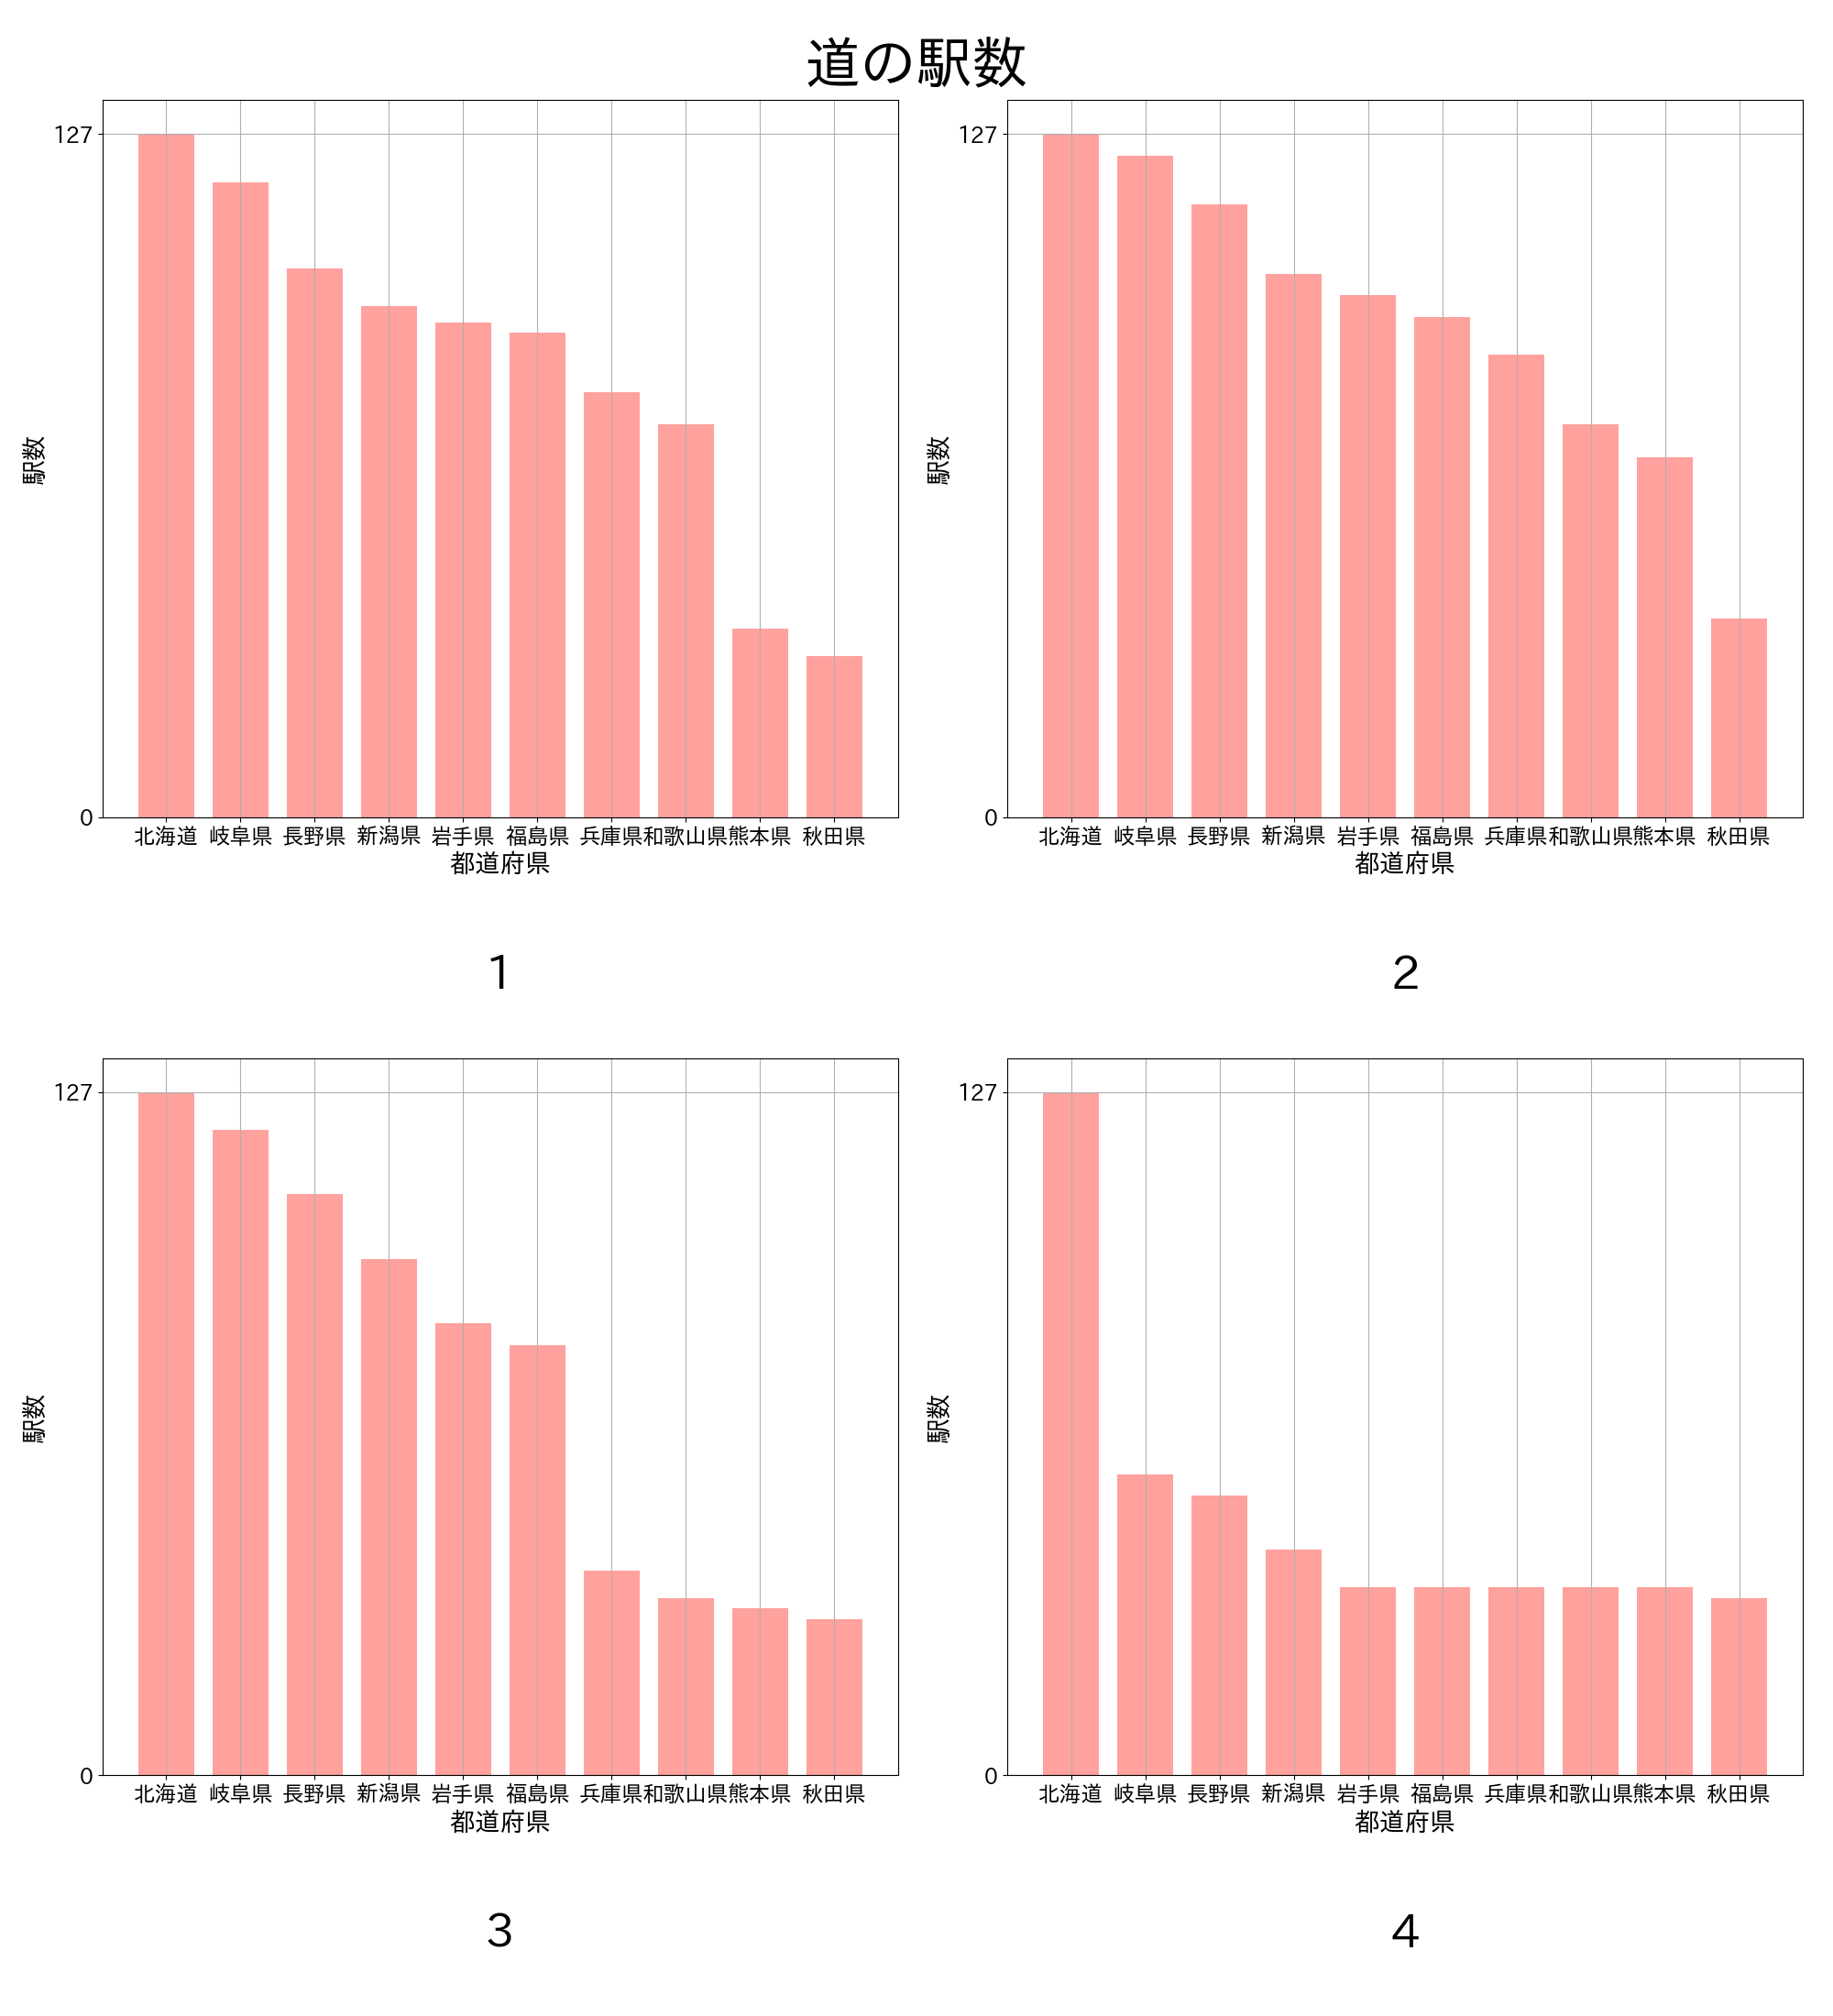 道の駅数
127
0
駅数
北海道 岐阜県 長野県 新潟県 岩手県 福島県 兵庫県 和歌山県 熊本県 秋田県
都道府県
1
127
0
駅数
北海道 岐阜県 長野県 新潟県 岩手県 福島県 兵庫県 和歌山県 熊本県 秋田県
都道府県
2
127
0
駅数
北海道 岐阜県 長野県 新潟県 岩手県 福島県 兵庫県 和歌山県 熊本県 秋田県
都道府県
3
127
0
駅数
北海道 岐阜県 長野県 新潟県 岩手県 福島県 兵庫県 和歌山県 熊本県 秋田県
都道府県
4